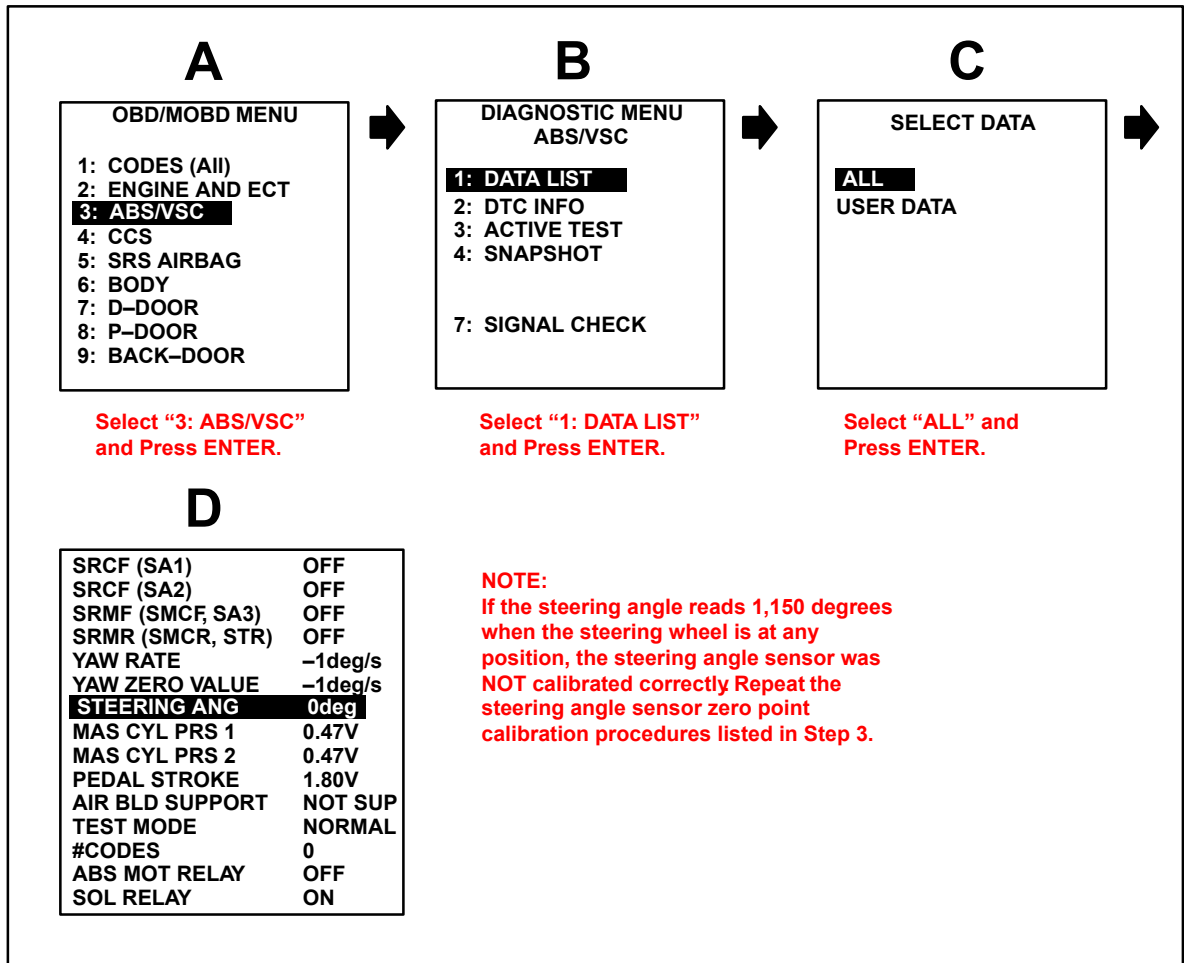 A
OBD/MOBD MENU
1: CODES (All)
2: ENGINE AND ECT
3: ABS/VSC
4: CCS
5: SRS AIRBAG
6: BODY
7: D–DOOR
8: P–DOOR
9: BACK–DOOR
Select “3: ABS/VSC”
and Press ENTER.
B
DIAGNOSTIC MENU
ABS/VSC
1: DATA LIST
2: DTC INFO
3: ACTIVE TEST
4: SNAPSHOT
7: SIGNAL CHECK
Select “1: DATA LIST”
and Press ENTER.
C
SELECT DATA
ALL
USER DATA
Select “ALL” and
Press ENTER.
D
SRCF (SA1) OFF
SRCF (SA2) OFF
SRMF (SMCF, SA3) OFF
SRMR (SMCR, STR) OFF
YAW RATE –1deg/s
YAW ZERO VALUE –1deg/s
STEERING ANG 0deg
MAS CYL PRS 1 0.47V
MAS CYL PRS 2 0.47V
PEDAL STROKE 1.80V
AIR BLD SUPPORT NOT SUP
TEST MODE NORMAL
#CODES 0
ABS MOT RELAY OFF
SOL RELAY ON
NOTE:
If the steering angle reads 1,150 degrees
when the steering wheel is at any
position, the steering angle sensor was
NOT calibrated correctly. Repeat the
steering angle sensor zero point
calibration procedures listed in Step 3.